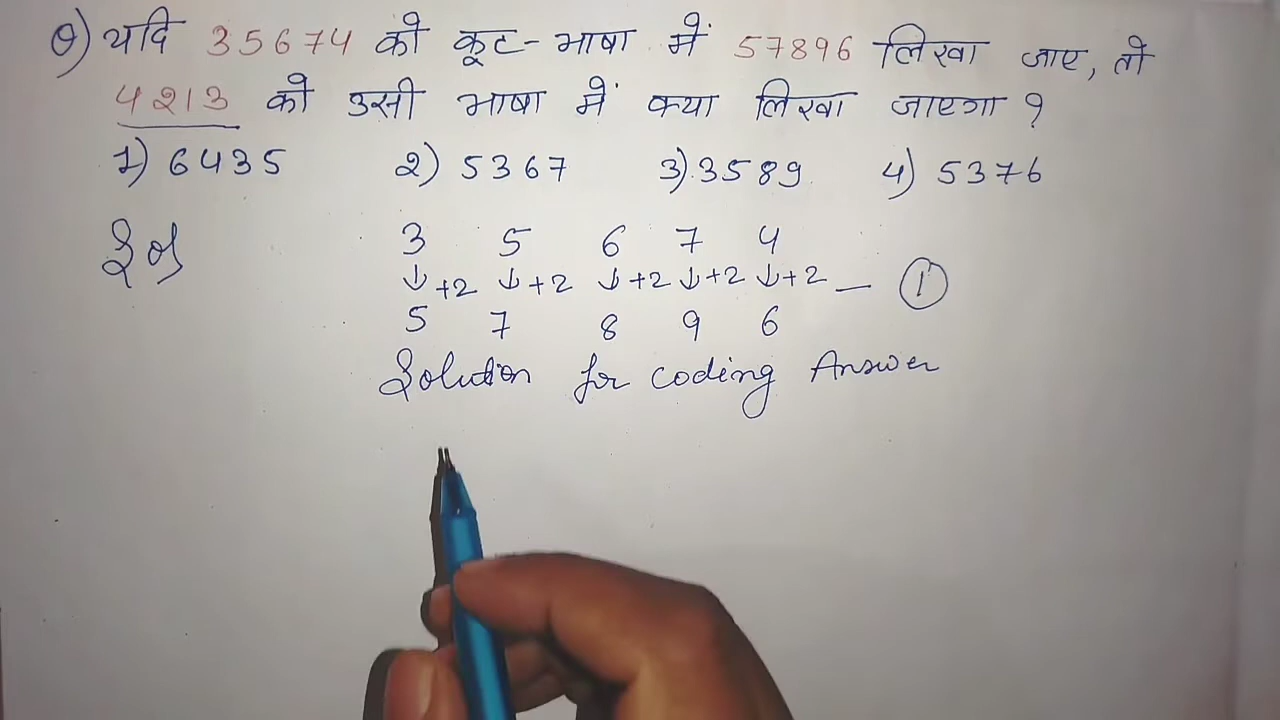 Q) यदि 35674 को कूट-भाषा में 57896 लिखा जाए, तो
4213 को उसी भाषा में क्या लिखा जाएगा ?
1) 6435 2) 5367 3) 3589 4) 5376
3 5 6 7 4
↓+2 ↓+2 ↓+2 ↓+2 ↓+2 — ①
5 7 8 9 6
Solution for coding Answer